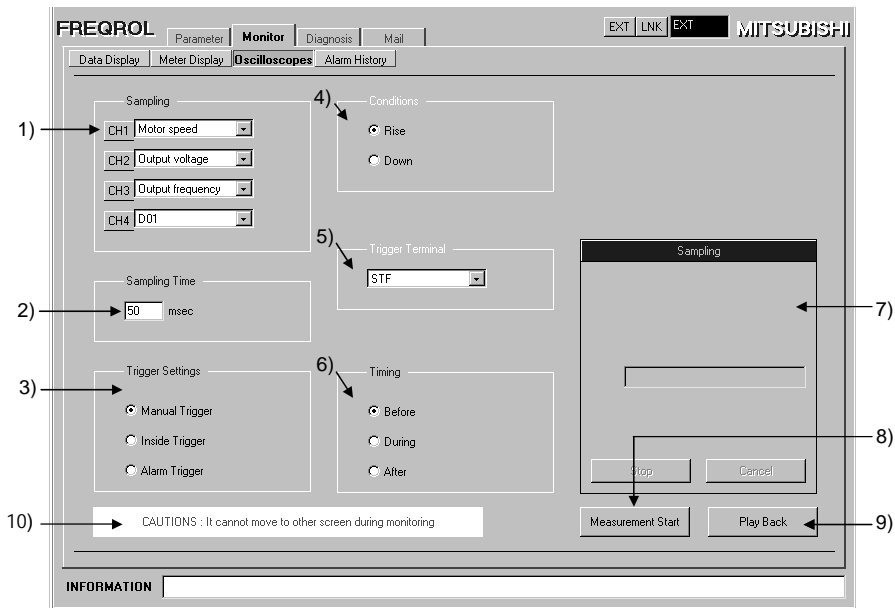 FREQROL
Parameter Monitor Diagnosis Mail
EXT LNK EXT
MITSUBISHI
Data Display Meter Display Oscilloscopes Alarm History
1)
Sampling
CH1 Motor speed
CH2 Output voltage
CH3 Output frequency
CH4 D01
2)
Sampling Time
50 msec
3)
Trigger Settings
Manual Trigger
Inside Trigger
Alarm Trigger
4)
Conditions
Rise
Down
5)
Trigger Terminal
STF
6)
Timing
Before
During
After
Sampling
7)
Stop Cancel
8)
Measurement Start Play Back
9)
10)
CAUTIONS : It cannot move to other screen during monitoring
INFORMATION